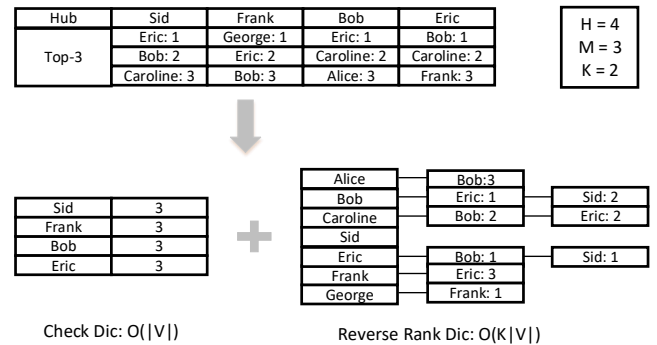 Hub Sid Frank Bob Eric
Top-3 Eric: 1 George: 1 Eric: 1 Bob: 1
Bob: 2 Eric: 2 Caroline: 2 Caroline: 2
Caroline: 3 Bob: 3 Alice: 3 Frank: 3
H = 4
M = 3
K = 2
Sid 3
Frank 3
Bob 3
Eric 3
Check Dic: O(|V|)
Alice Bob:3
Bob Eric: 1 Sid: 2
Caroline Bob: 2 Eric: 2
Sid
Eric Bob: 1 Sid: 1
Frank Eric: 3
George Frank: 1
Reverse Rank Dic: O(K|V|)